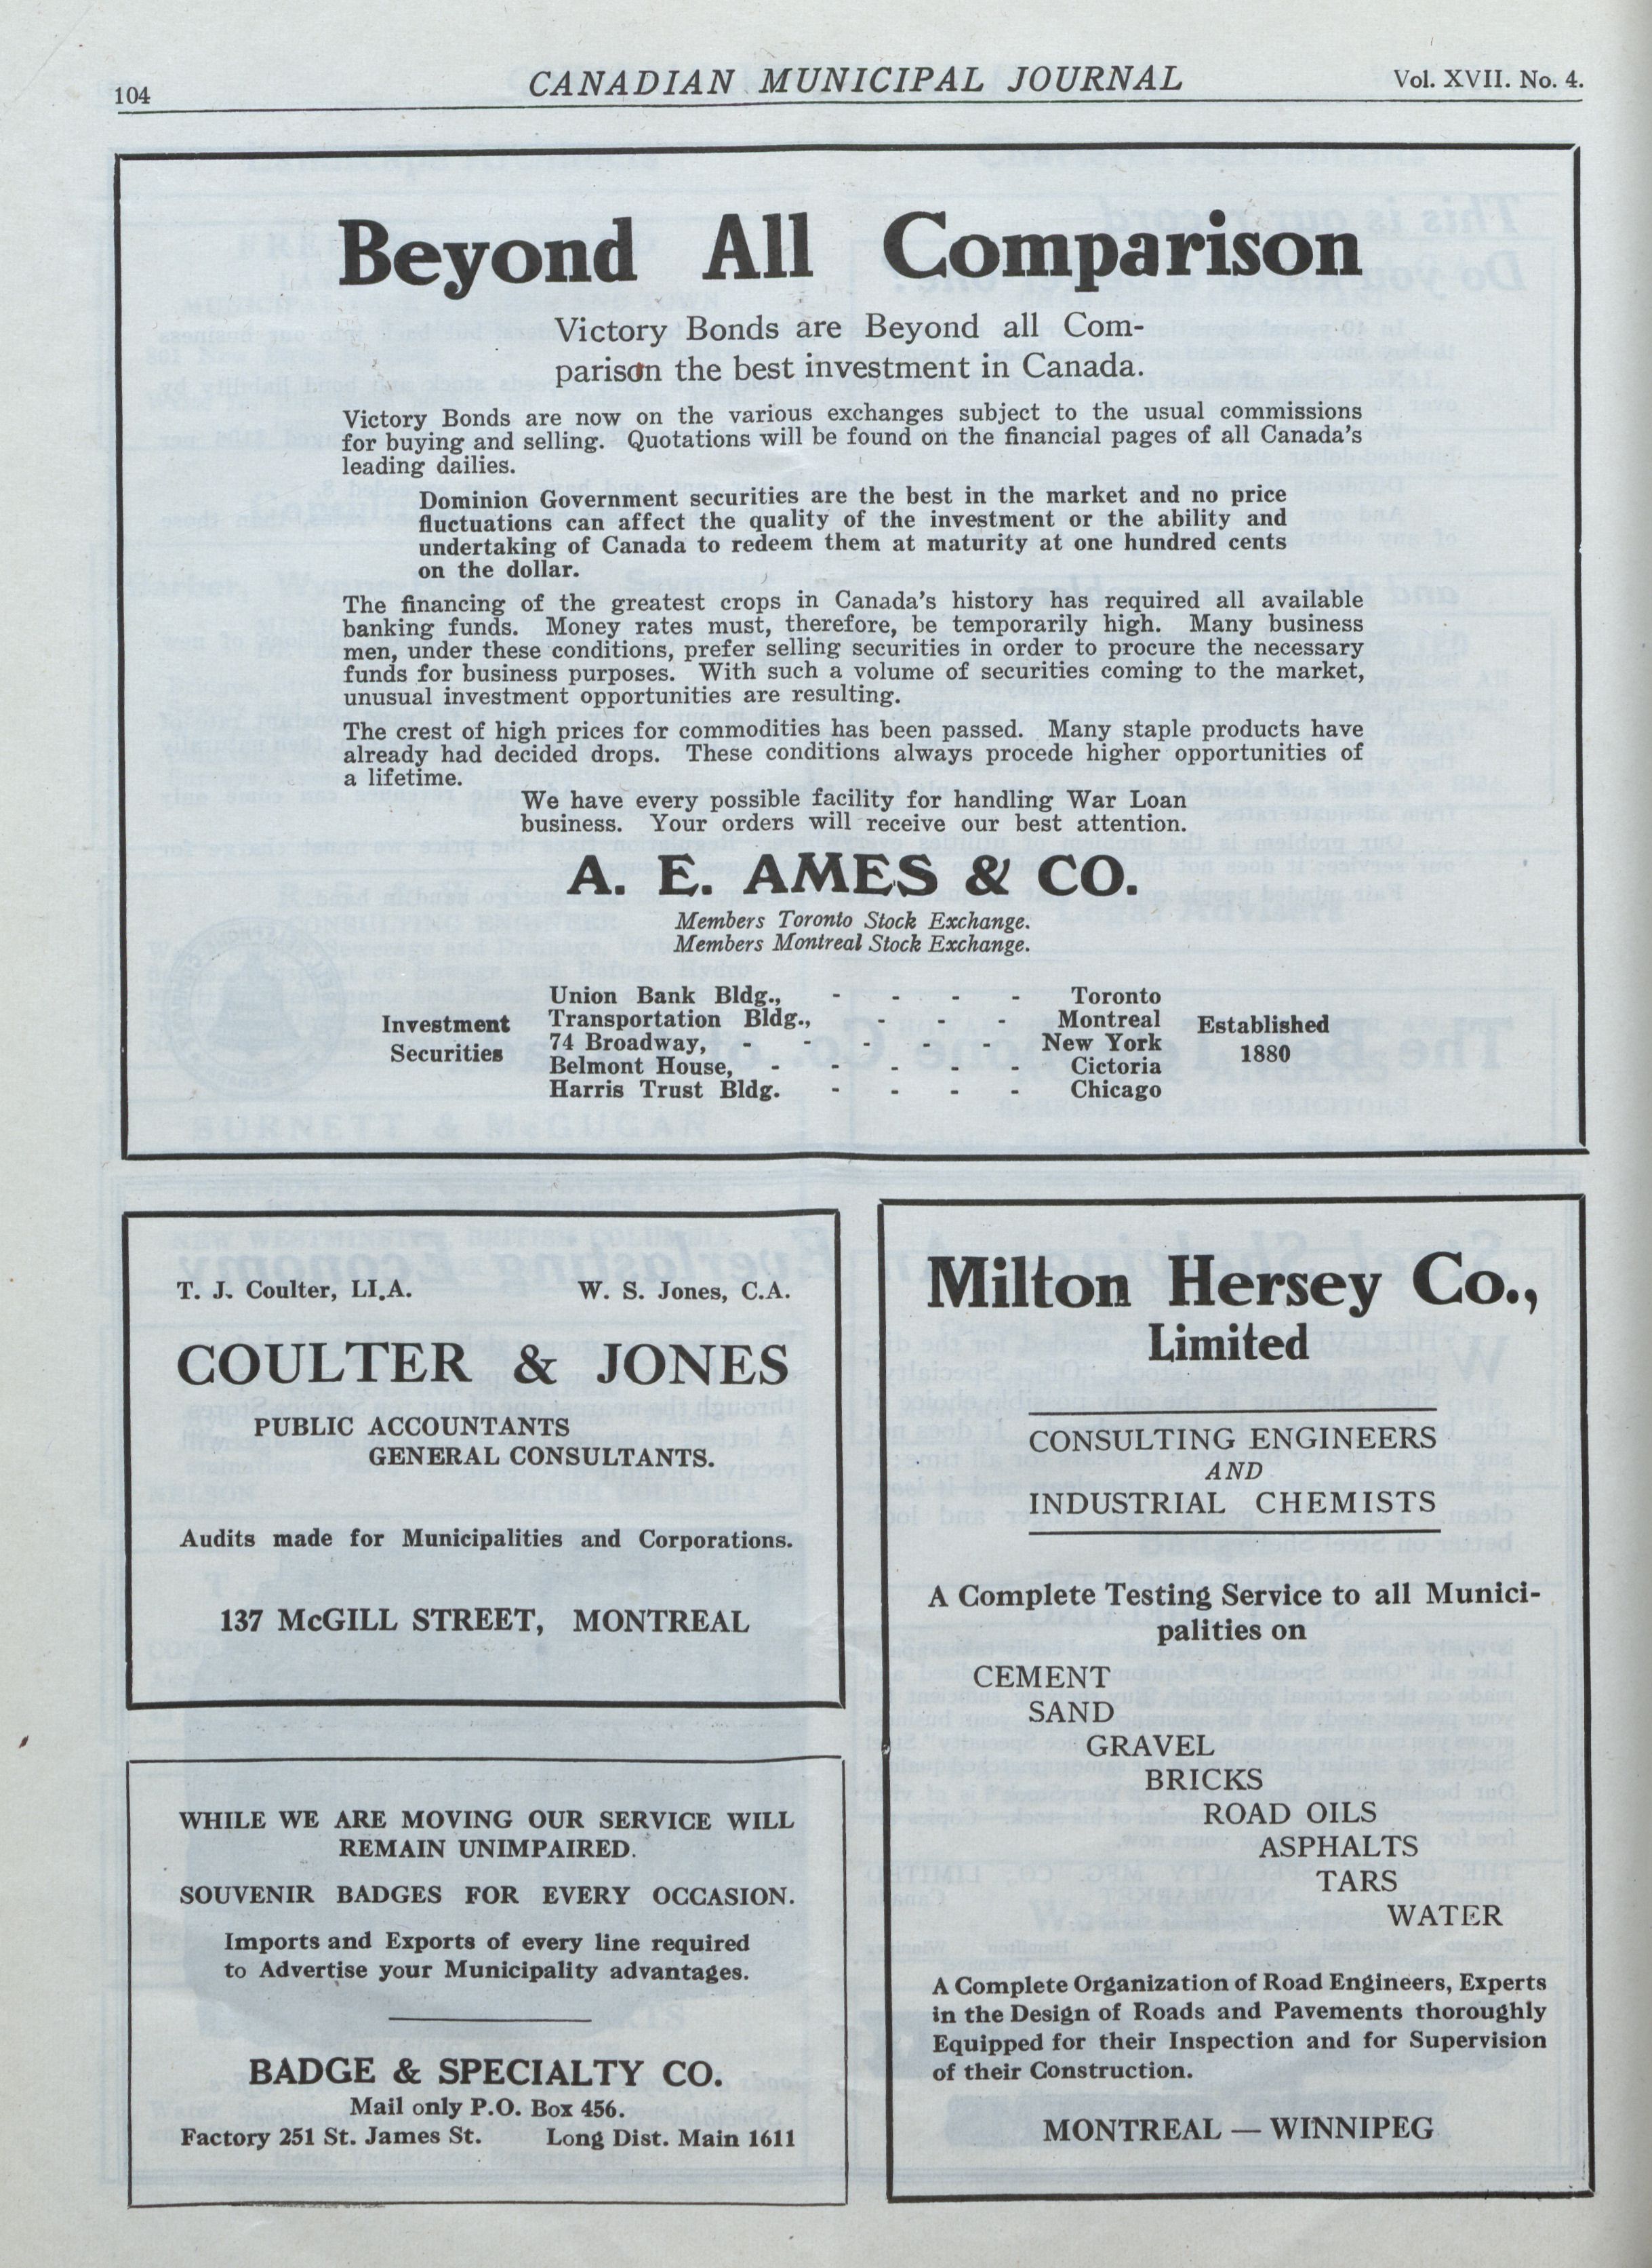 104
CANADIAN MUNICIPAL JOURNAL
Vol. XVII. No. 4.
Beyond All Comparison
Victory Bonds are Beyond all Com-
parison the best investment in Canada.
Victory Bonds are now on the various exchanges subject to the usual commissions
for buying and selling. Quotations will be found on the financial pages of all Canada's
leading dailies.
Dominion Government securities are the best in the market and no price
fluctuations can affect the quality of the investment or the ability and
undertaking of Canada to redeem them at maturity at one hundred cents
on the dollar.
The financing of the greatest crops in Canada's history has required all available
banking funds. Money rates must, therefore, be temporarily high. Many business
men, under these conditions, prefer selling securities in order to procure the necessary
funds for business purposes. With such a volume of securities coming to the market,
unusual investment opportunities are resulting.
The crest of high prices for commodities has been passed. Many staple products have
already had decided drops. These conditions always procede higher opportunities of
a lifetime.
We have every possible facility for handling War Loan
business. Your orders will receive our best attention.
A. E. AMES & CO.
Members Toronto Stock Exchange.
Members Montreal Stock Exchange.
Investment
Securities
Union Bank Bldg., - - - - Toronto
Transportation Bldg., - - - Montreal
74 Broadway, - - - - - New York
Belmont House, - - - - - Cictoria
Harris Trust Bldg. - - - - Chicago
Established
1880
T. J. Coulter, LI.A. W. S. Jones, C.A.
COULTER & JONES
PUBLIC ACCOUNTANTS
GENERAL CONSULTANTS.
Audits made for Municipalities and Corporations.
137 McGILL STREET, MONTREAL
WHILE WE ARE MOVING OUR SERVICE WILL
REMAIN UNIMPAIRED.
SOUVENIR BADGES FOR EVERY OCCASION.
Imports and Exports of every line required
to Advertise your Municipality advantages.
BADGE & SPECIALTY CO.
Mail only P.O. Box 456.
Factory 251 St. James St. Long Dist. Main 1611
Milton Hersey Co.,
Limited
CONSULTING ENGINEERS
AND
INDUSTRIAL CHEMISTS
A Complete Testing Service to all Munici-
palities on
CEMENT
SAND
GRAVEL
BRICKS
ROAD OILS
ASPHALTS
TARS
WATER
A Complete Organization of Road Engineers, Experts
in the Design of Roads and Pavements thoroughly
Equipped for their Inspection and for Supervision
of their Construction.
MONTREAL — WINNIPEG